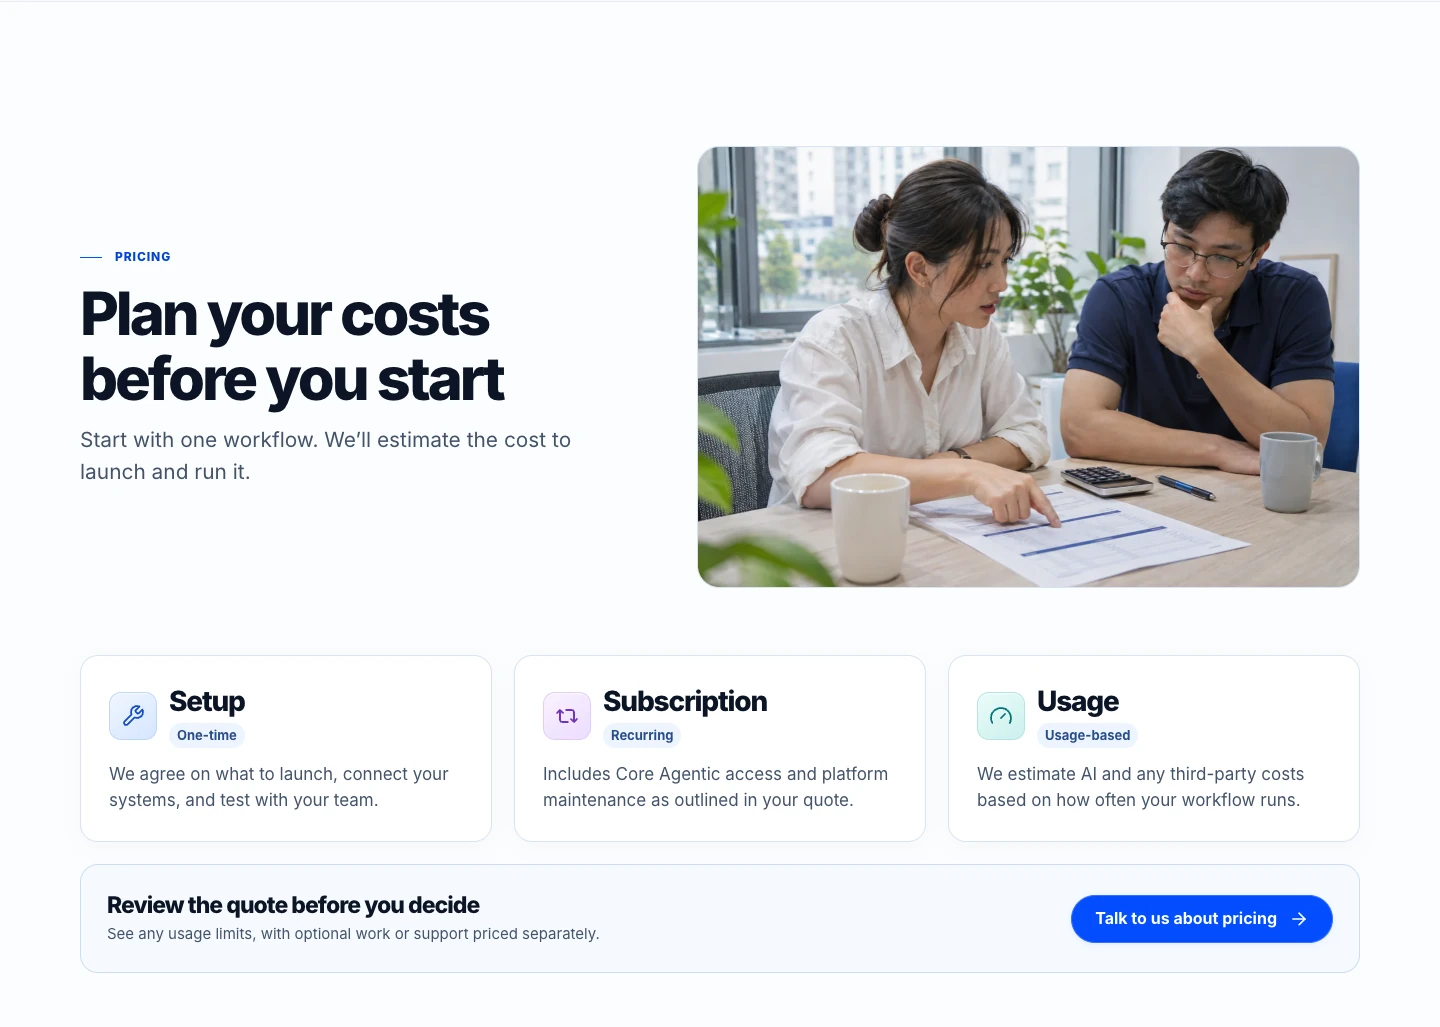 PRICING
Plan your costs
before you start
Start with one workflow. We’ll estimate the cost to
launch and run it.
Setup
One-time
We agree on what to launch, connect your
systems, and test with your team.
Subscription
Recurring
Includes Core Agentic access and platform
maintenance as outlined in your quote.
Usage
Usage-based
We estimate AI and any third-party costs
based on how often your workflow runs.
Review the quote before you decide
See any usage limits, with optional work or support priced separately.
Talk to us about pricing